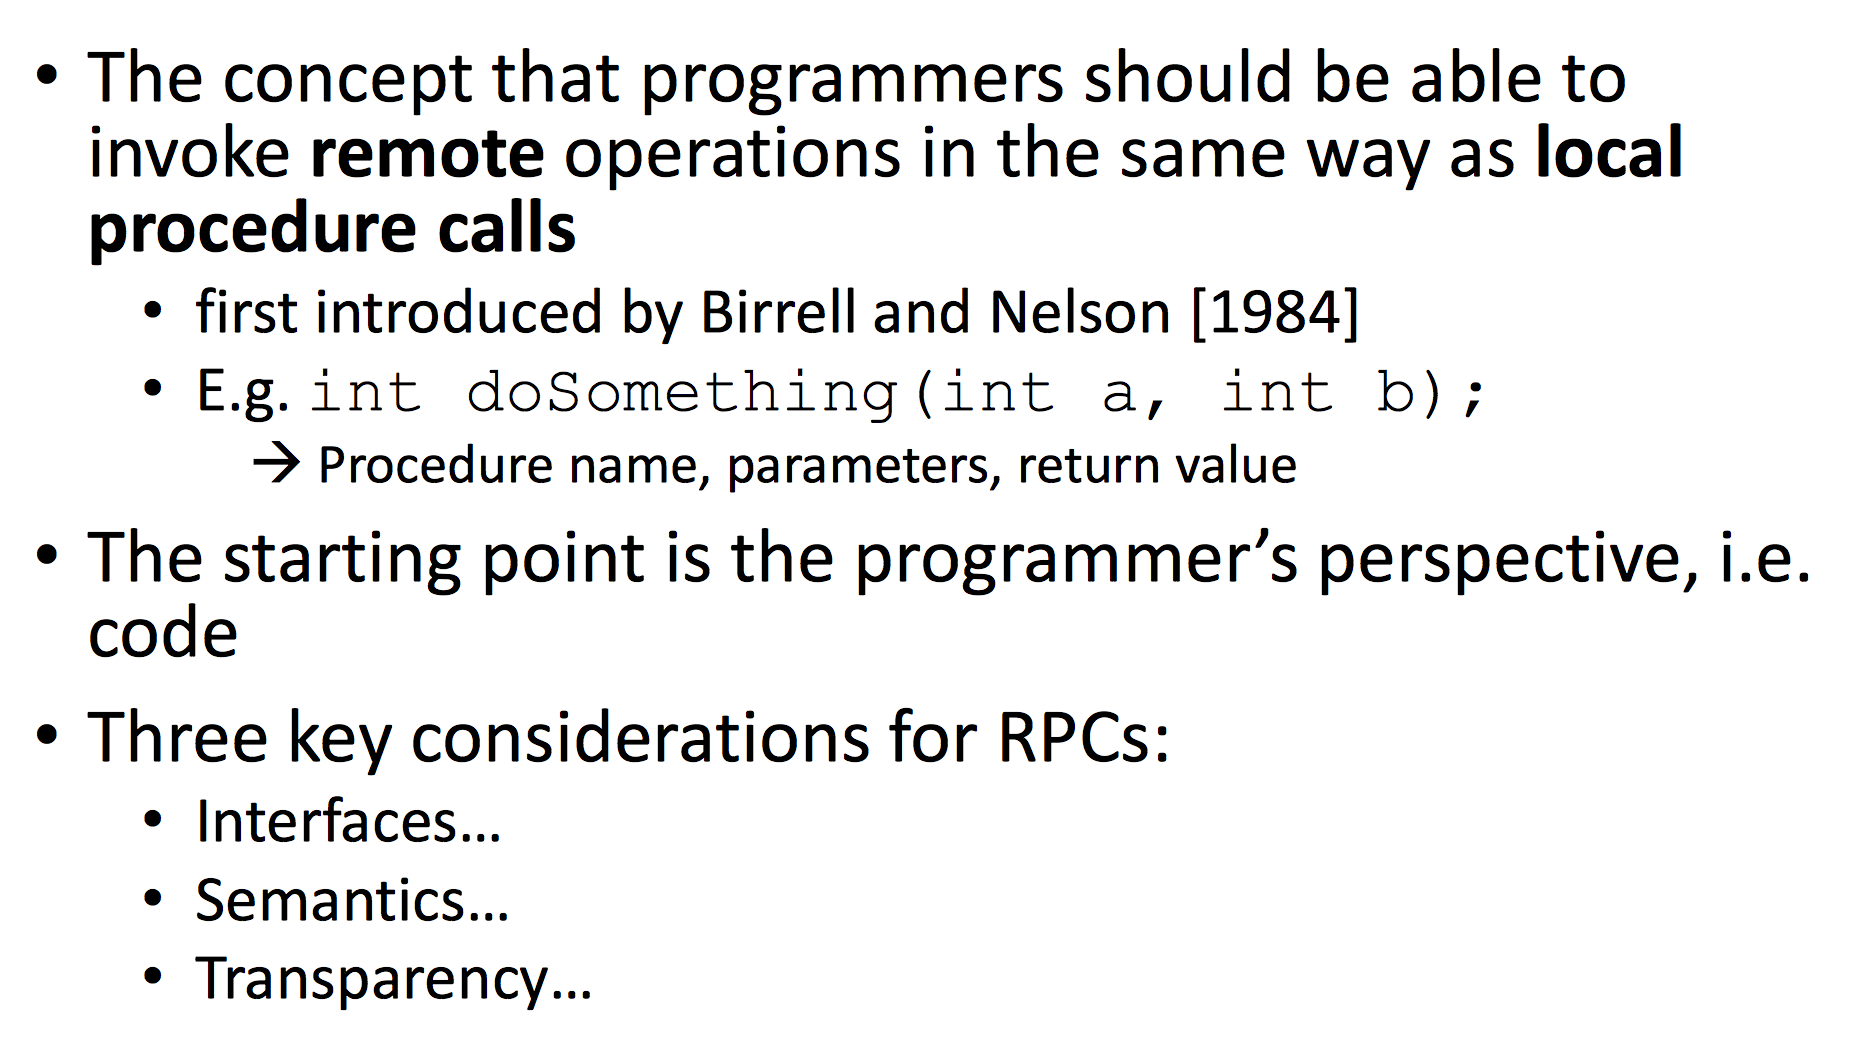 • The concept that programmers should be able to
invoke remote operations in the same way as local
procedure calls
• first introduced by Birrell and Nelson [1984]
• E.g. int doSomething(int a, int b);
→ Procedure name, parameters, return value
• The starting point is the programmer’s perspective, i.e.
code
• Three key considerations for RPCs:
• Interfaces…
• Semantics…
• Transparency…